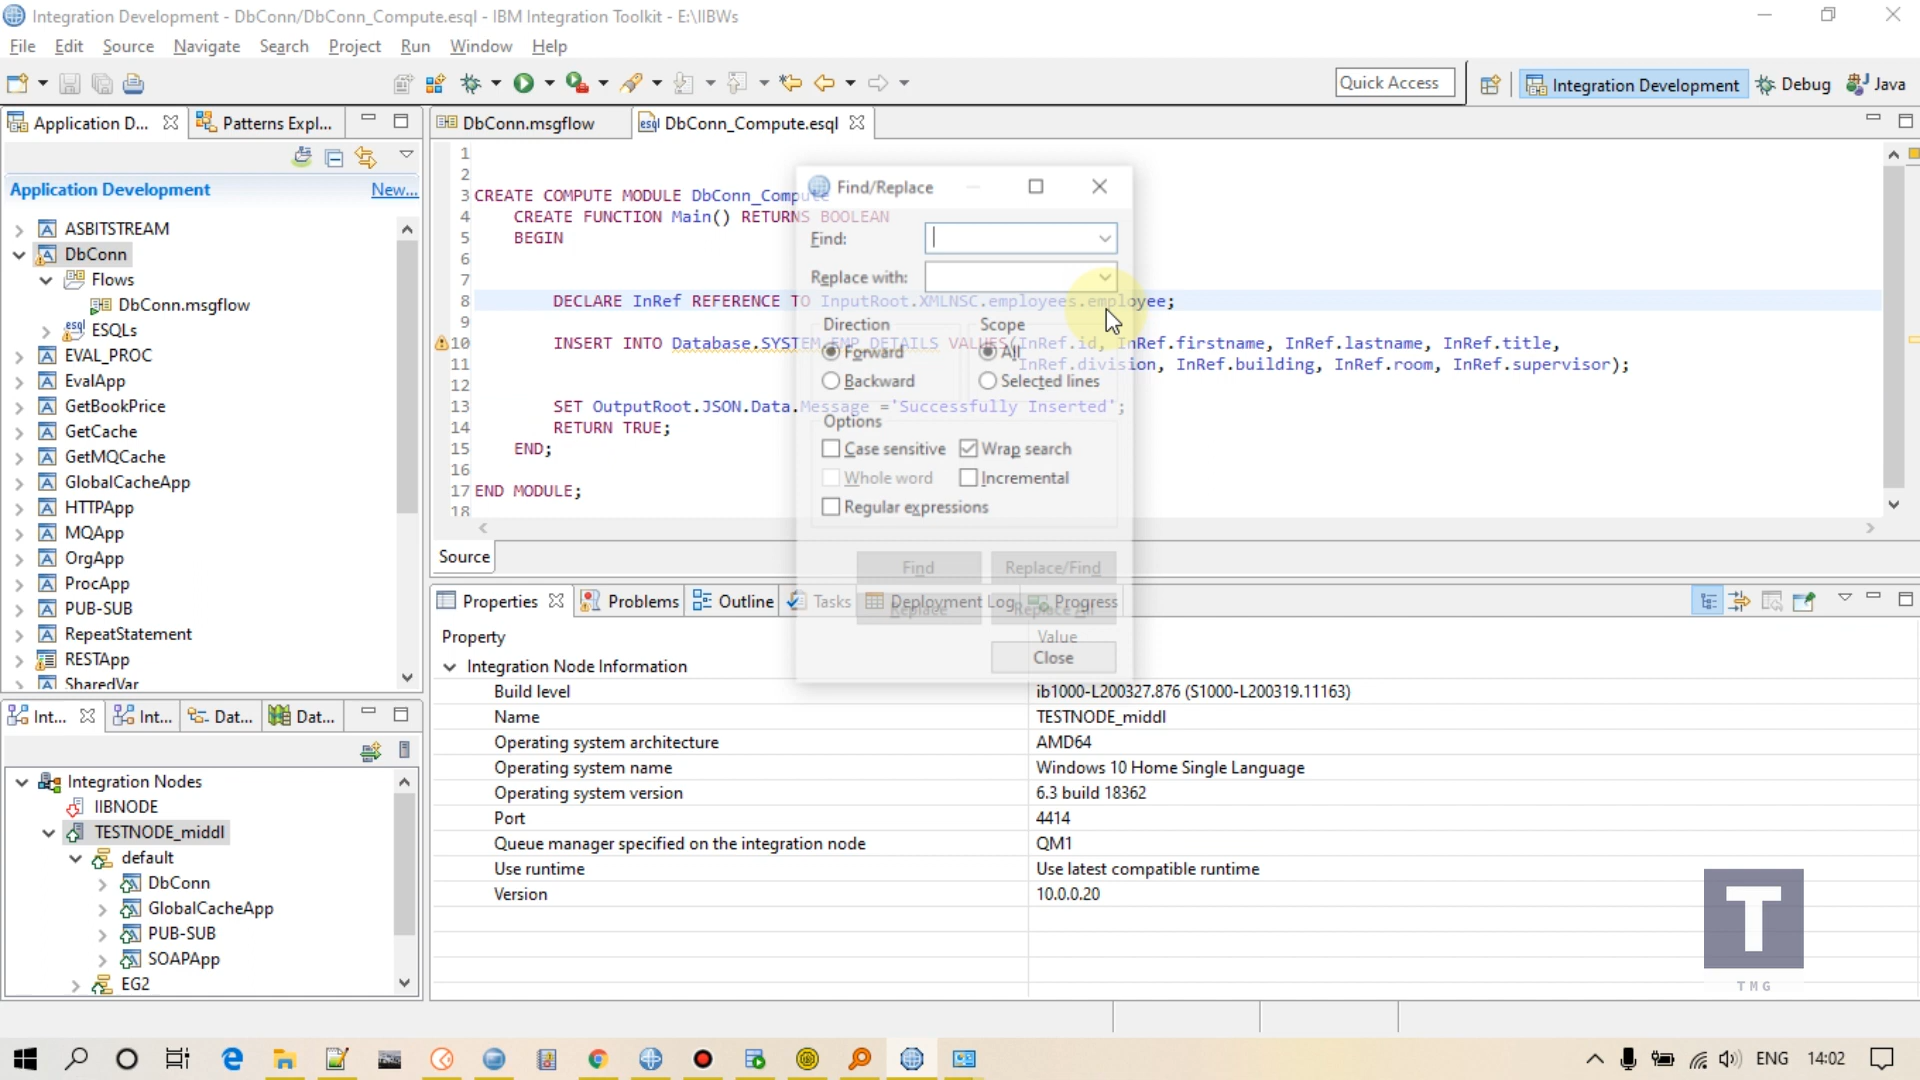 Integration Development - DbConn/DbConn_Compute.esql - IBM Integration Toolkit - E:\IIBWs
File Edit Source Navigate Search Project Run Window Help
Quick Access
Integration Development
Debug
Java
Application D...
Patterns Expl...
DbConn.msgflow
DbConn_Compute.esql
Application Development
New...
ASBITSTREAM
DbConn
Flows
DbConn.msgflow
ESQLs
EVAL_PROC
EvalApp
GetBookPrice
GetCache
GetMQCache
GlobalCacheApp
HTTPApp
MQApp
OrgApp
ProcApp
PUB-SUB
RepeatStatement
RESTApp
SharedVar
1
2
3 CREATE COMPUTE MODULE DbConn_Compute
4 CREATE FUNCTION Main() RETURNS BOOLEAN
5 BEGIN
6
7
8 DECLARE InRef REFERENCE TO InputRoot.XMLNSC.employees.employee;
9
10 INSERT INTO Database.SYSTEM.EMP_DETAILS VALUES(InRef.id, InRef.firstname, InRef.lastname, InRef.title,
11 InRef.division, InRef.building, InRef.room, InRef.supervisor);
12
13 SET OutputRoot.JSON.Data.Message ='Successfully Inserted';
14 RETURN TRUE;
15 END;
16
17 END MODULE;
18
Source
Find/Replace
Find:
Replace with:
Direction
Scope
Forward
All
Backward
Selected lines
Options
Case sensitive
Wrap search
Whole word
Incremental
Regular expressions
Find
Replace/Find
Replace
Replace All
Close
Properties
Problems
Outline
Tasks
Deployment Log
Progress
Property
Value
Integration Node Information
Build level ib1000-L200327.876 (S1000-L200319.11163)
Name TESTNODE_middl
Operating system architecture AMD64
Operating system name Windows 10 Home Single Language
Operating system version 6.3 build 18362
Port 4414
Queue manager specified on the integration node QM1
Use runtime Use latest compatible runtime
Version 10.0.0.20
Int...
Int...
Dat...
Dat...
Integration Nodes
IIBNODE
TESTNODE_middl
default
DbConn
GlobalCacheApp
PUB-SUB
SOAPApp
EG2
T
TMG
ENG
14:02